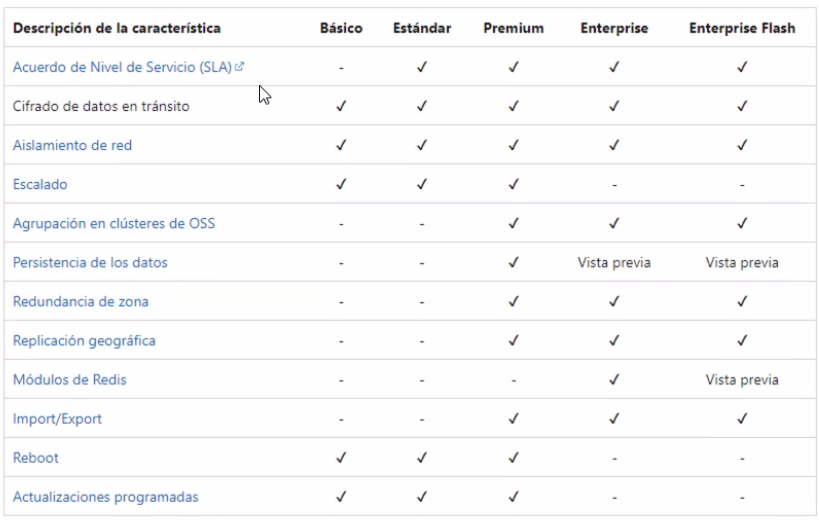 Descripción de la característica Básico Estándar Premium Enterprise Enterprise Flash
Acuerdo de Nivel de Servicio (SLA) - ✓ ✓ ✓ ✓
Cifrado de datos en tránsito ✓ ✓ ✓ ✓ ✓
Aislamiento de red ✓ ✓ ✓ ✓ ✓
Escalado ✓ ✓ ✓ - -
Agrupación en clústeres de OSS - - ✓ ✓ ✓
Persistencia de los datos - - ✓ Vista previa Vista previa
Redundancia de zona - - ✓ ✓ ✓
Replicación geográfica - - ✓ ✓ ✓
Módulos de Redis - - - ✓ Vista previa
Import/Export - - ✓ ✓ ✓
Reboot ✓ ✓ ✓ - -
Actualizaciones programadas ✓ ✓ ✓ - -